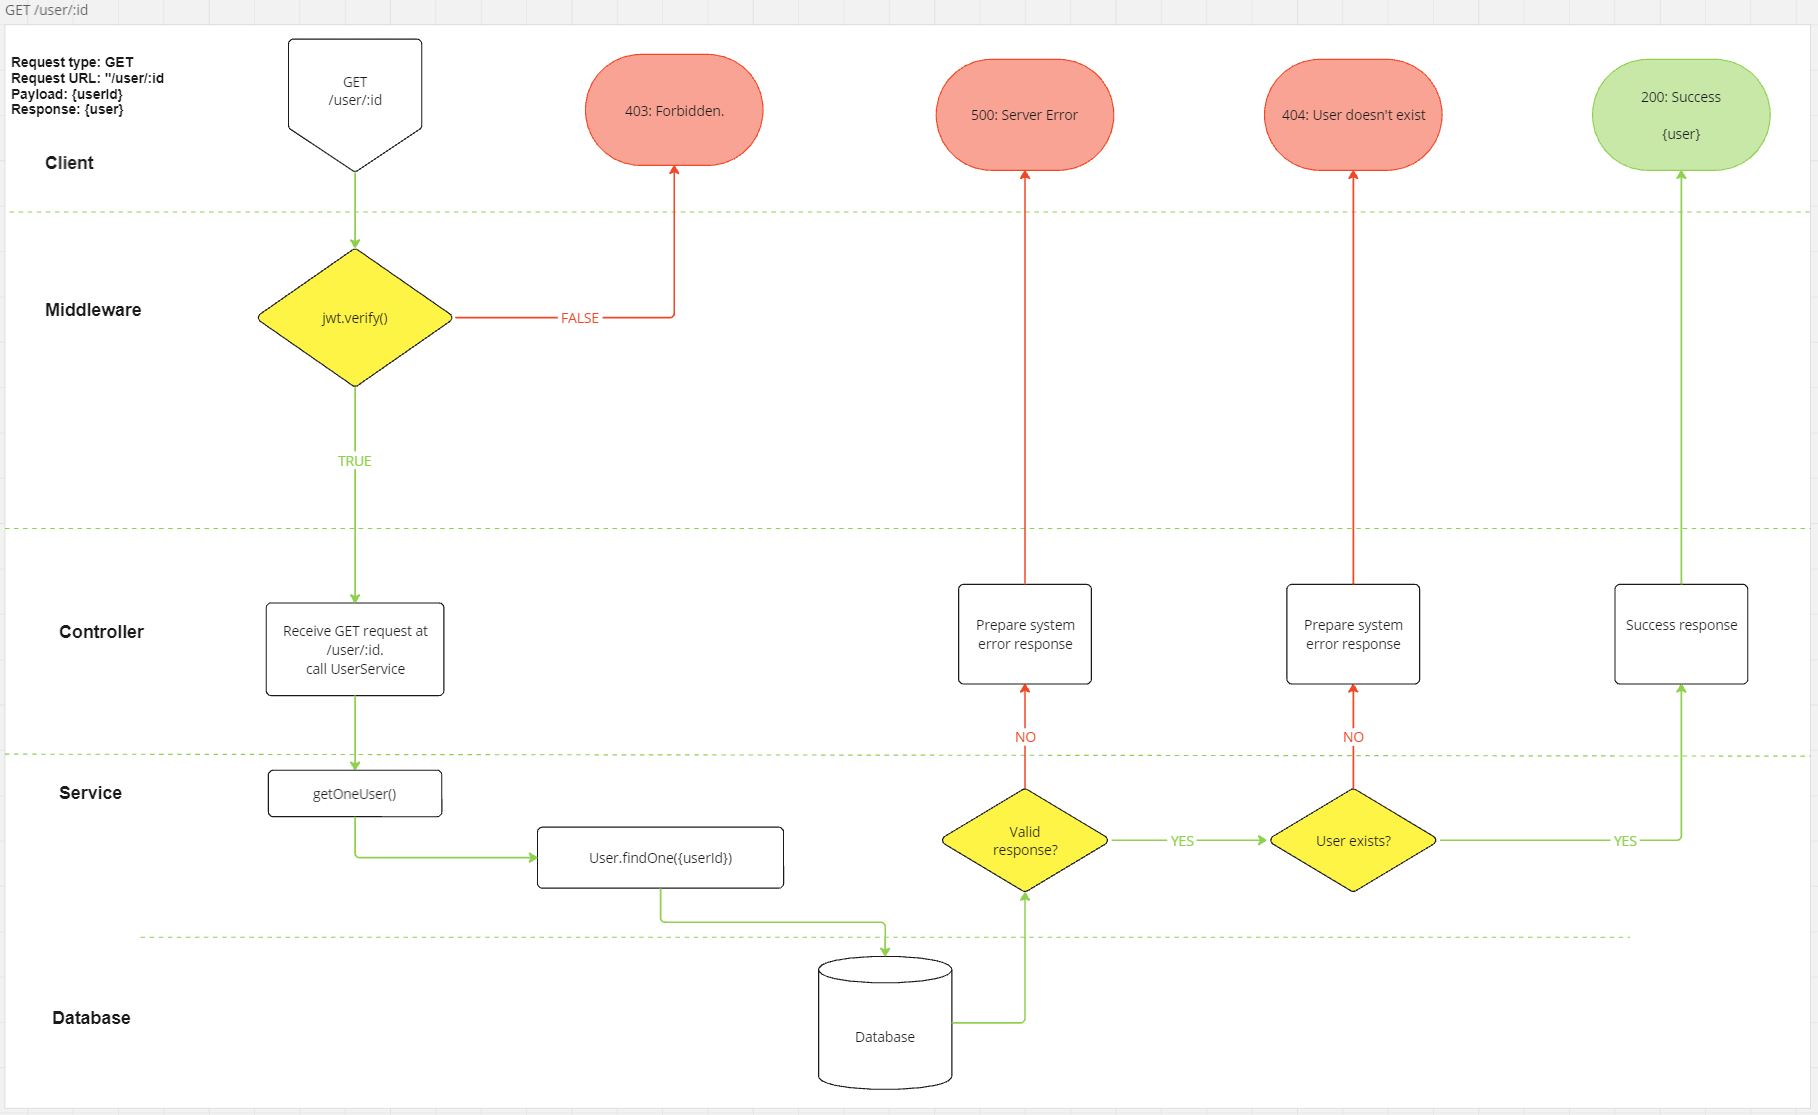 GET /user/:id
Request type: GET
Request URL: "/user/:id
Payload: {userId}
Response: {user}
GET
/user/:id
403: Forbidden.
500: Server Error
404: User doesn't exist
200: Success
{user}
Client
Middleware
jwt.verify()
FALSE
TRUE
Controller
Receive GET request at
/user/:id.
call UserService
Prepare system
error response
Prepare system
error response
Success response
NO
NO
Service
getOneUser()
User.findOne({userId})
Valid
response?
YES
User exists?
YES
Database
Database